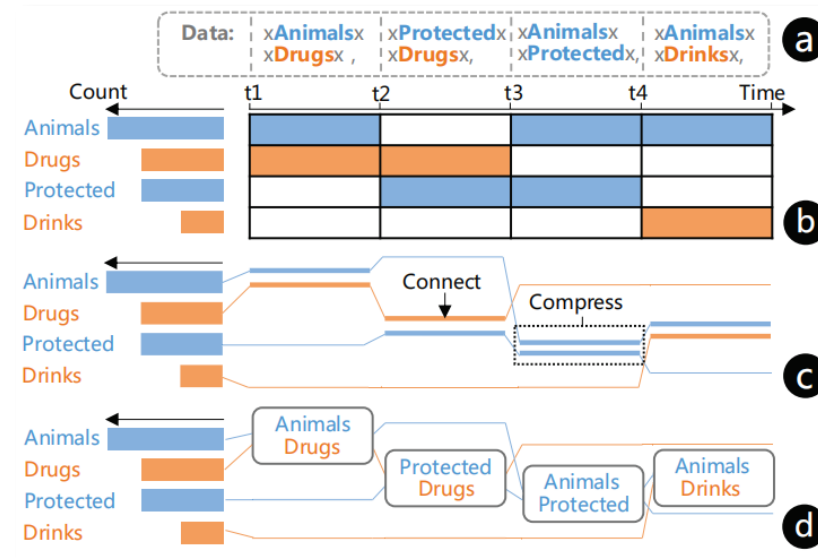 Data: xAnimalsx xProtectedx xAnimalsx xAnimalsx
xDrugsx , xDrugsx, xProtectedx, xDrinksx,
a
Count t1 t2 t3 t4 Time
Animals
Drugs
Protected
Drinks
b
Animals
Connect
Drugs
Compress
Protected
Drinks
c
Animals
Drugs
Animals
Drugs
Protected
Drugs
Animals
Drinks
Protected
Animals
Protected
Drinks
d